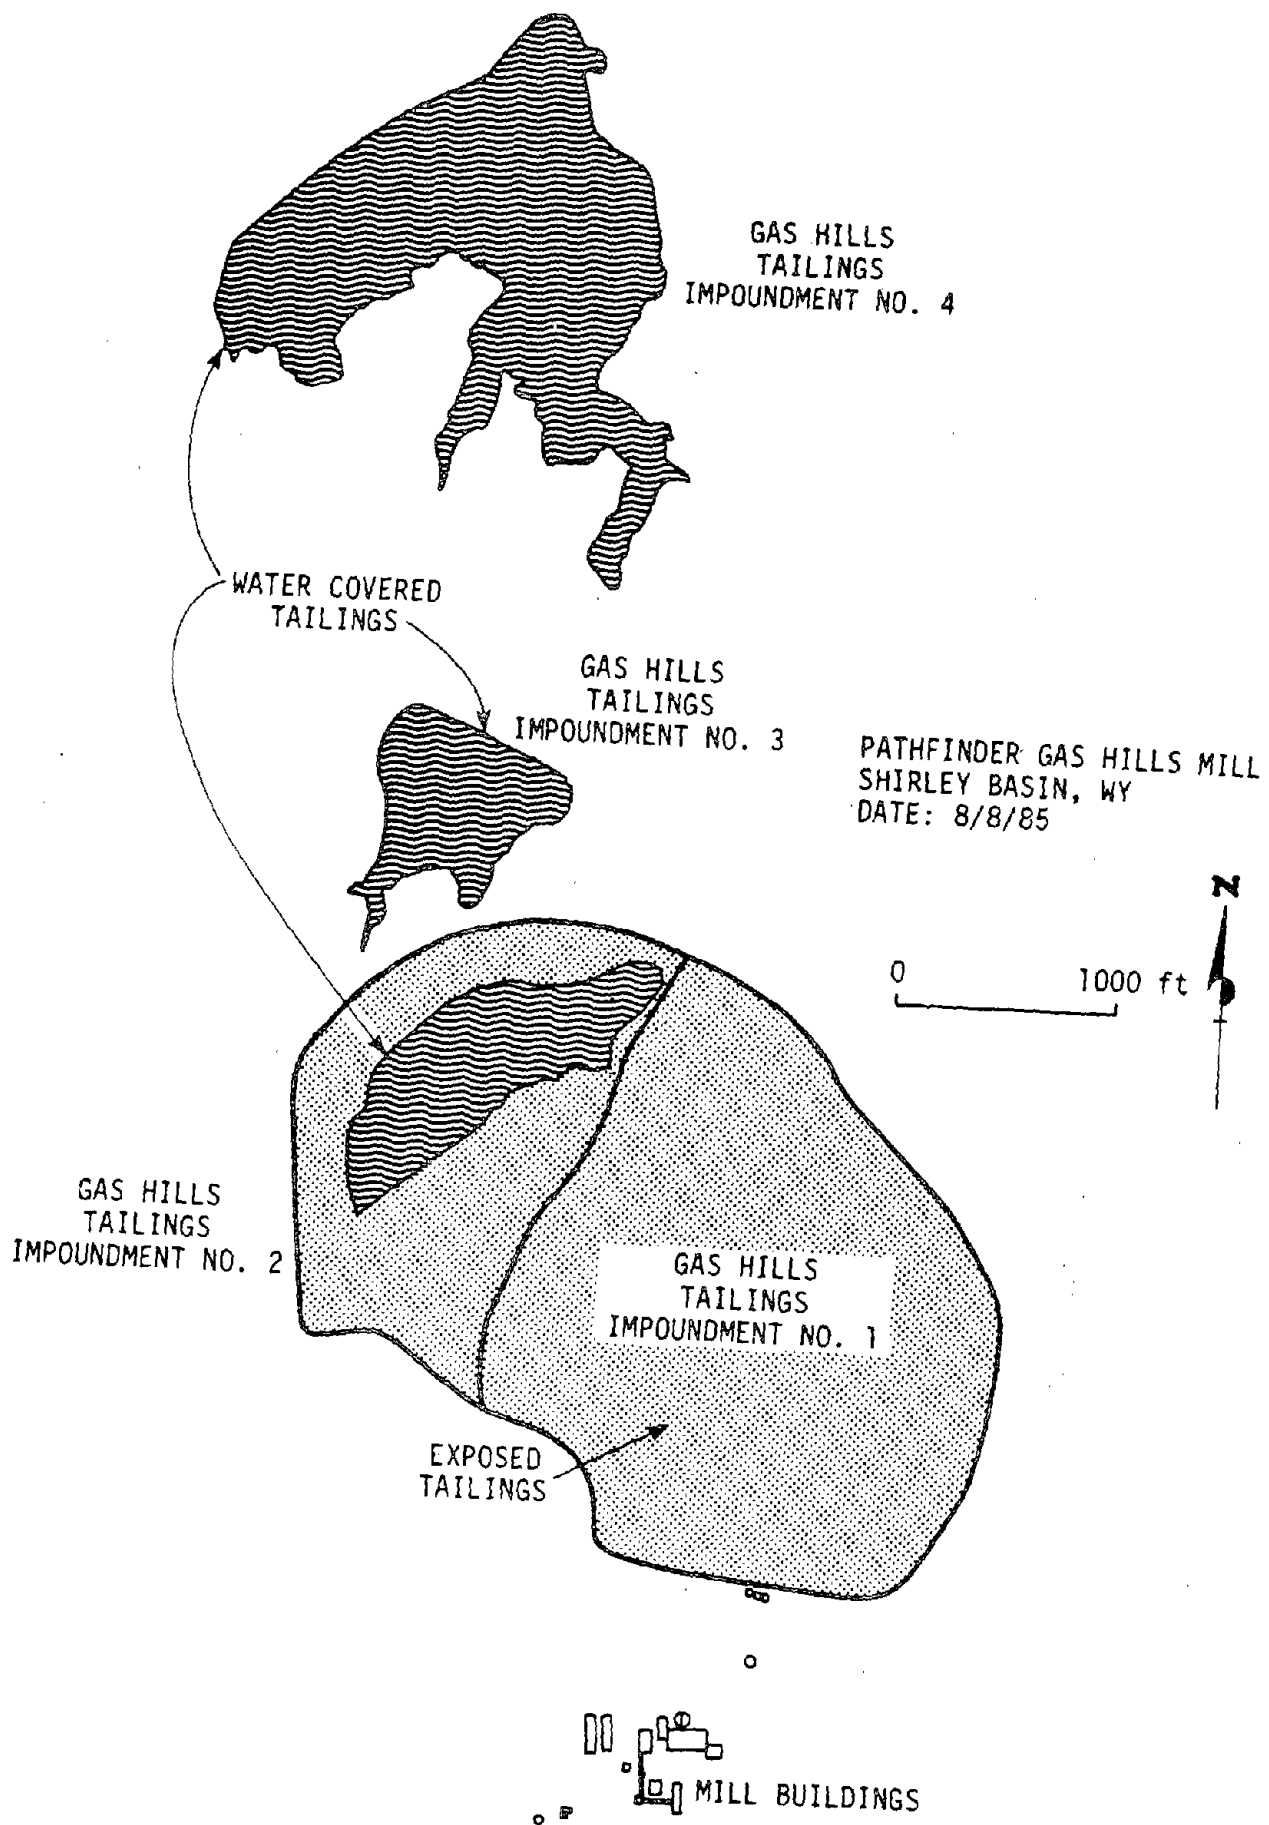 GAS HILLS
TAILINGS
IMPOUNDMENT NO. 4
WATER COVERED
TAILINGS
GAS HILLS
TAILINGS
IMPOUNDMENT NO. 3
PATHFINDER GAS HILLS MILL
SHIRLEY BASIN, WY
DATE: 8/8/85
N
0 1000 ft
GAS HILLS
TAILINGS
IMPOUNDMENT NO. 2
GAS HILLS
TAILINGS
IMPOUNDMENT NO. 1
EXPOSED
TAILINGS
MILL BUILDINGS